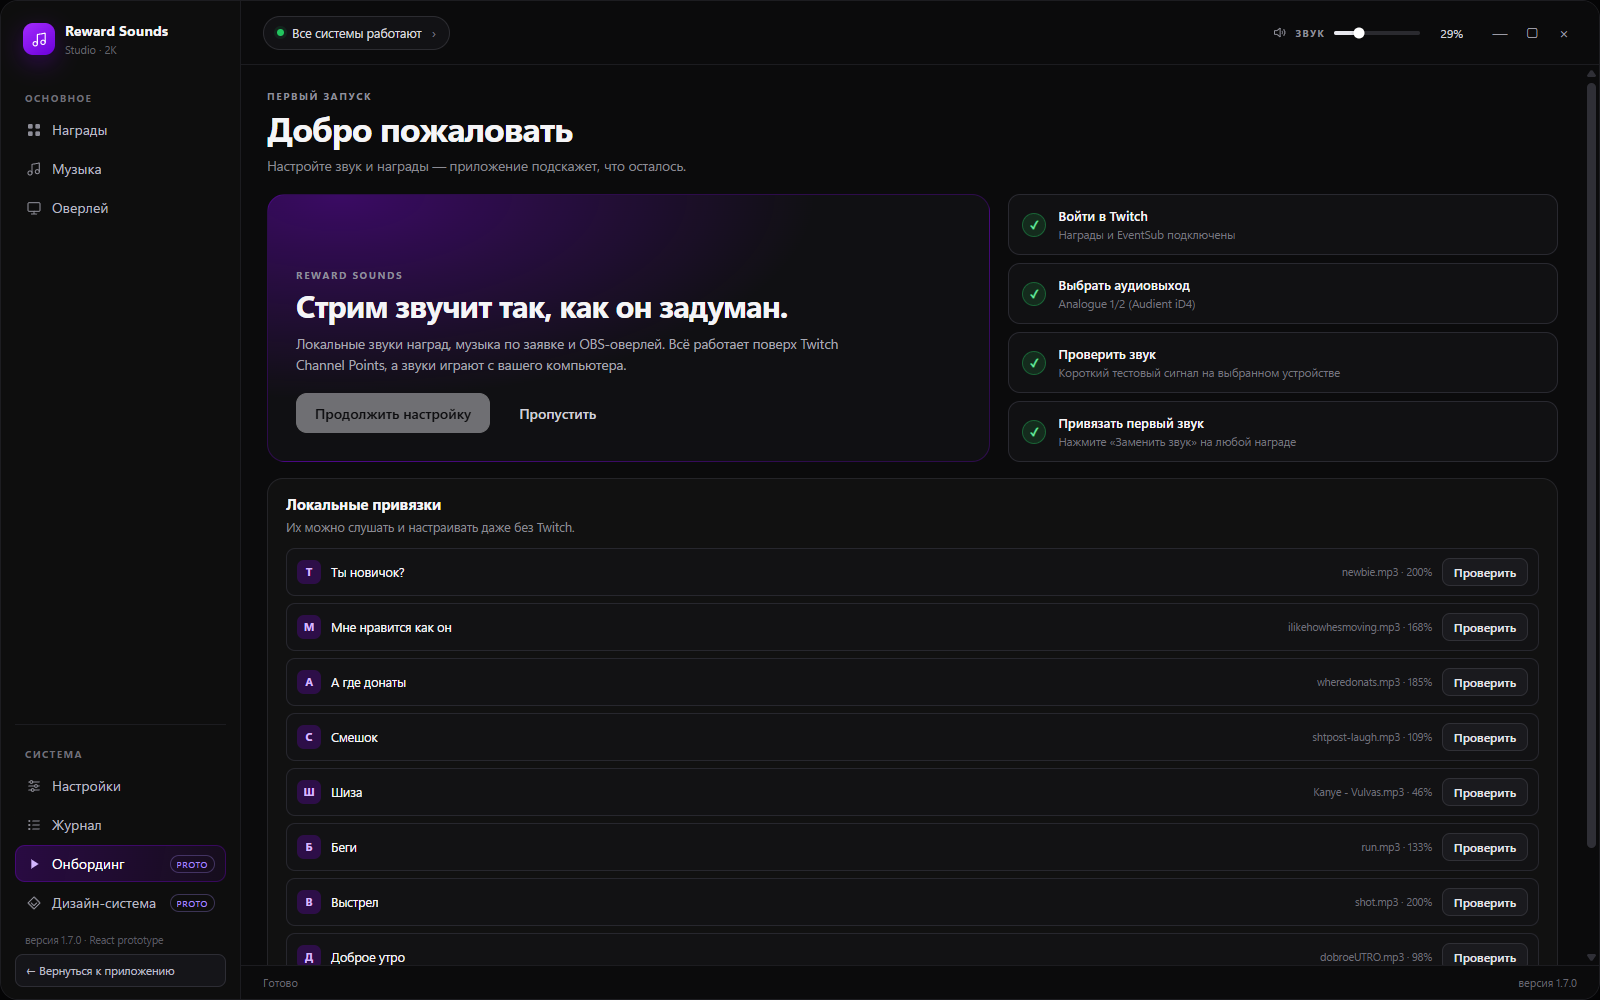 Reward Sounds
Studio · 2K
ОСНОВНОЕ
Награды
Музыка
Оверлей
СИСТЕМА
Настройки
Журнал
Онбординг PROTO
Дизайн-система PROTO
версия 1.7.0 · React prototype
← Вернуться к приложению
Все системы работают ›
ЗВУК 29%
ПЕРВЫЙ ЗАПУСК
Добро пожаловать
Настройте звук и награды — приложение подскажет, что осталось.
REWARD SOUNDS
Стрим звучит так, как он задуман.
Локальные звуки наград, музыка по заявке и OBS-оверлей. Всё работает поверх Twitch
Channel Points, а звуки играют с вашего компьютера.
Продолжить настройку Пропустить
Войти в Twitch
Награды и EventSub подключены
Выбрать аудиовыход
Analogue 1/2 (Audient iD4)
Проверить звук
Короткий тестовый сигнал на выбранном устройстве
Привязать первый звук
Нажмите «Заменить звук» на любой награде
Локальные привязки
Их можно слушать и настраивать даже без Twitch.
Т Ты новичок? newbie.mp3 · 200% Проверить
М Мне нравится как он ilikehowhesmoving.mp3 · 168% Проверить
А А где донаты wheredonats.mp3 · 185% Проверить
С Смешок shtpost-laugh.mp3 · 109% Проверить
Ш Шиза Kanye - Vulvas.mp3 · 46% Проверить
Б Беги run.mp3 · 133% Проверить
В Выстрел shot.mp3 · 200% Проверить
Д Доброе утро dobroeUTRO.mp3 · 98% Проверить
Готово версия 1.7.0